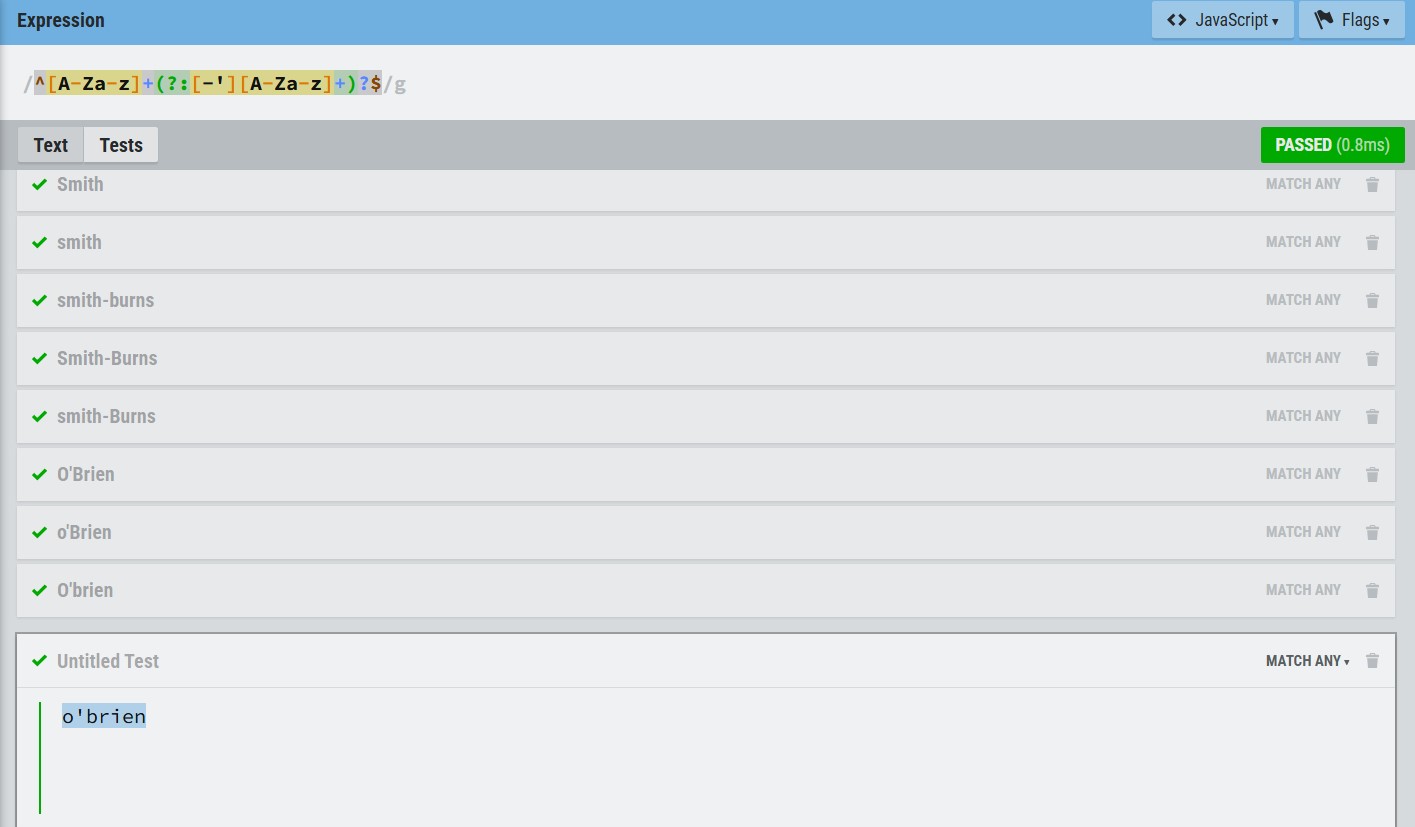 Expression
JavaScript
Flags
/^[A-Za-z]+(?:[-'][A-Za-z]+)?$/g
Text Tests
PASSED (0.8ms)
Smith MATCH ANY
smith MATCH ANY
smith-burns MATCH ANY
Smith-Burns MATCH ANY
smith-Burns MATCH ANY
O'Brien MATCH ANY
o'Brien MATCH ANY
O'brien MATCH ANY
Untitled Test MATCH ANY
o'brien